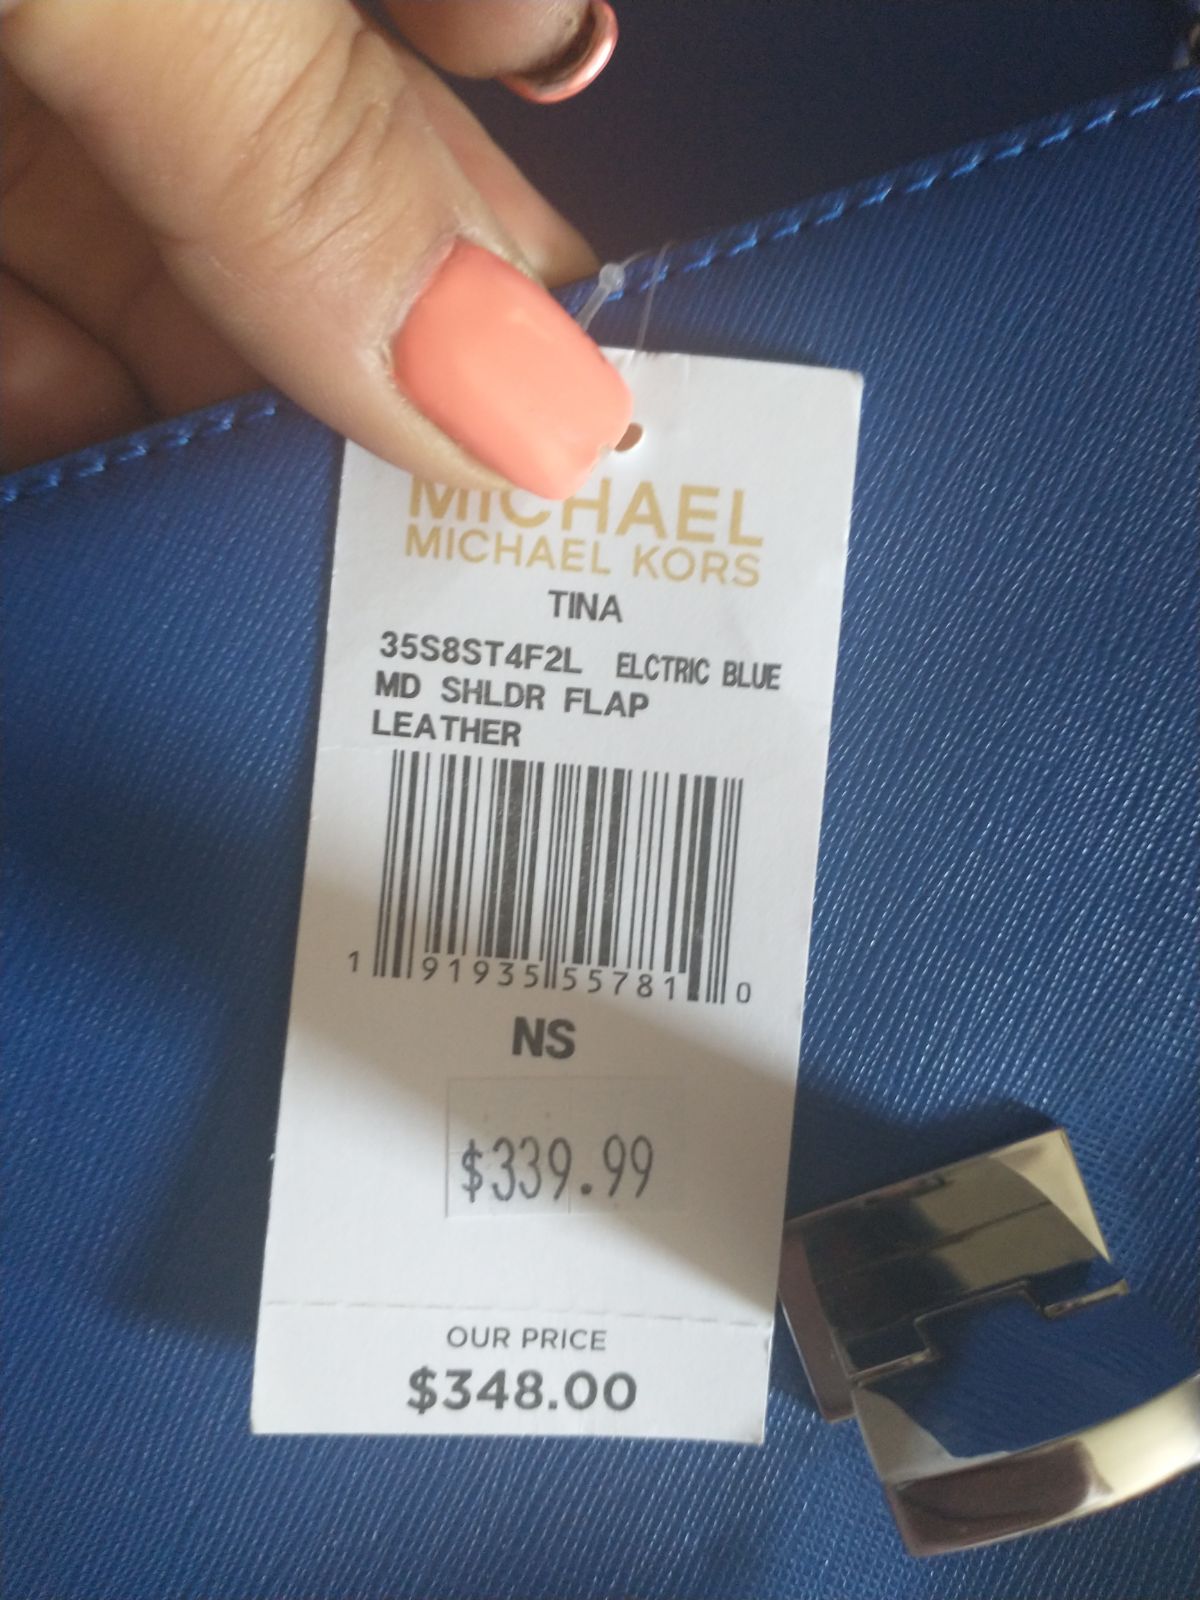 MICHAEL
MICHAEL KORS
TINA
35S8ST4F2L ELCTRIC BLUE
MD SHLDR FLAP
LEATHER
1 91935 55781 0
NS
$339.99
OUR PRICE
$348.00